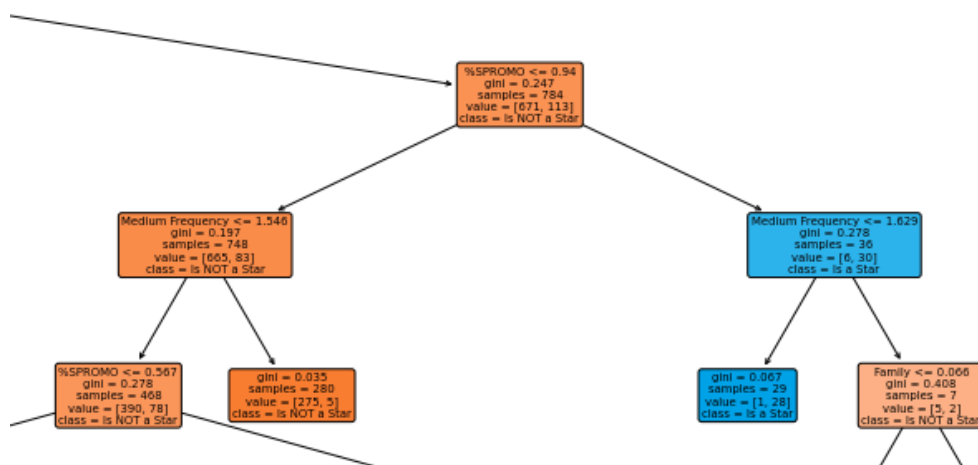 %SPROMO <= 0.94
gini = 0.247
samples = 784
value = [671, 113]
class = Is NOT a Star
Medium Frequency <= 1.546
gini = 0.197
samples = 748
value = [665, 83]
class = Is NOT a Star
Medium Frequency <= 1.629
gini = 0.278
samples = 36
value = [6, 30]
class = Is a Star
%SPROMO <= 0.567
gini = 0.278
samples = 468
value = [390, 78]
class = Is NOT a Star
gini = 0.035
samples = 280
value = [275, 5]
class = Is NOT a Star
gini = 0.067
samples = 29
value = [1, 28]
class = Is a Star
Family <= 0.066
gini = 0.408
samples = 7
value = [5, 2]
class = Is NOT a Star